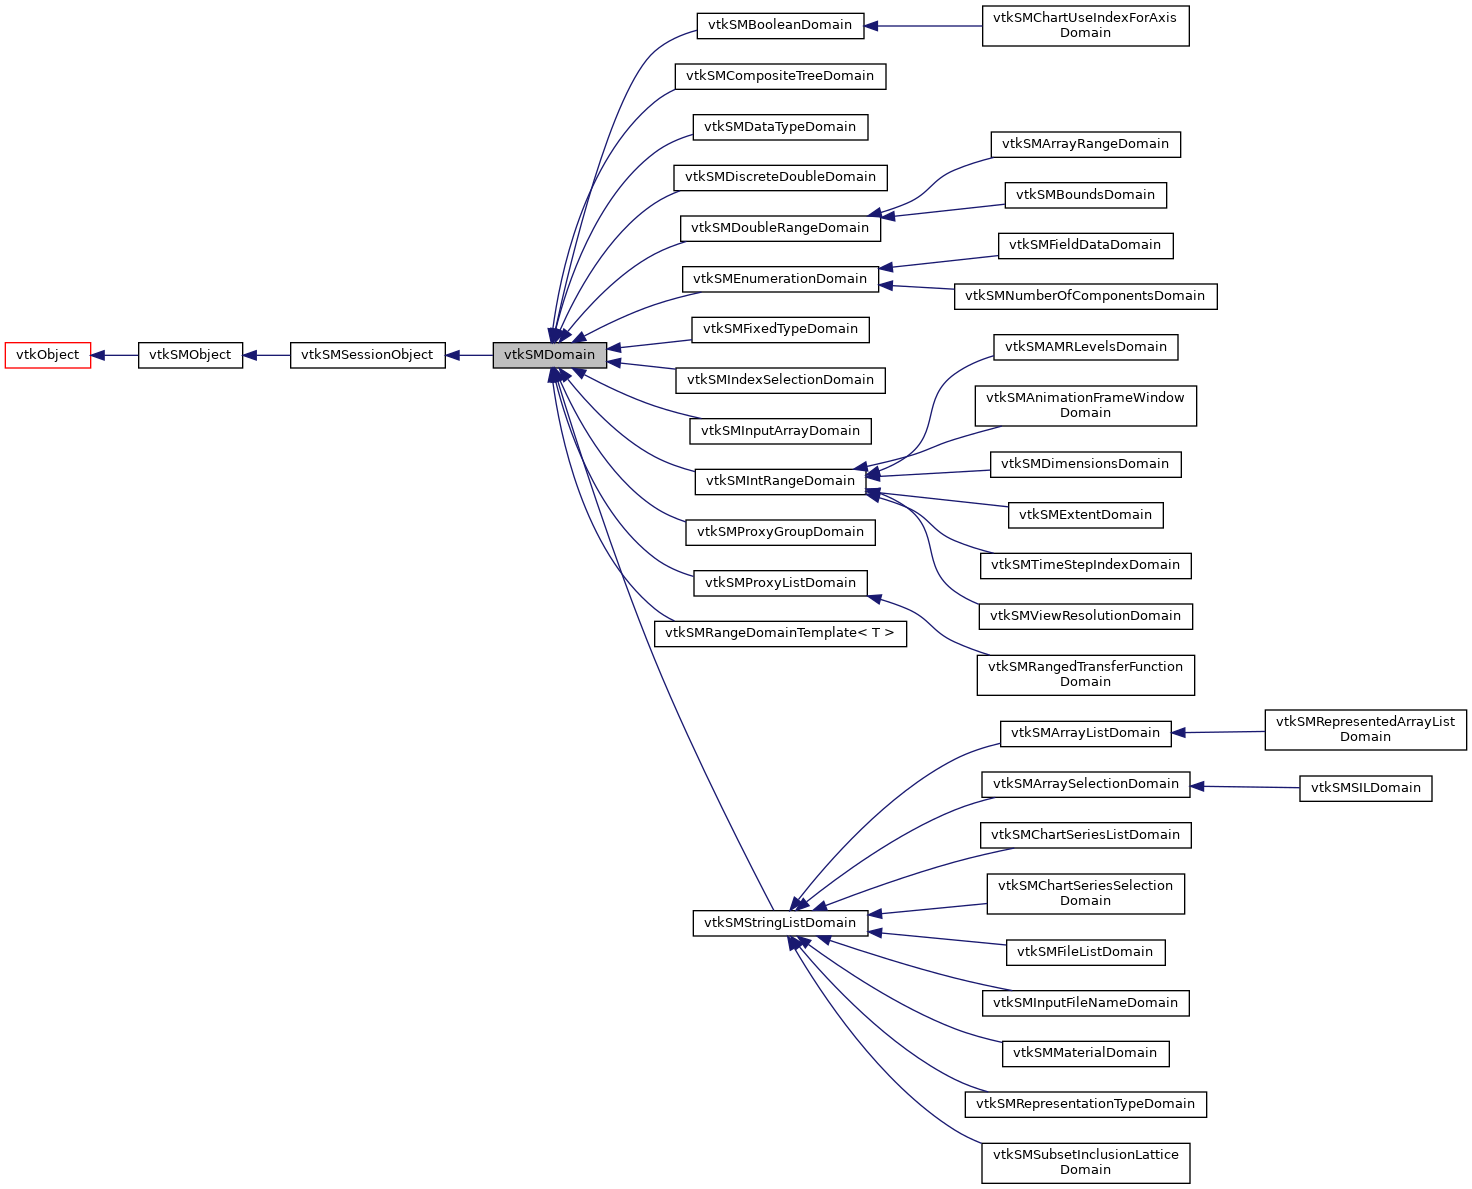 vtkObject
vtkSMObject
vtkSMSessionObject
vtkSMDomain
vtkSMBooleanDomain
vtkSMCompositeTreeDomain
vtkSMDataTypeDomain
vtkSMDiscreteDoubleDomain
vtkSMDoubleRangeDomain
vtkSMEnumerationDomain
vtkSMFixedTypeDomain
vtkSMIndexSelectionDomain
vtkSMInputArrayDomain
vtkSMIntRangeDomain
vtkSMProxyGroupDomain
vtkSMProxyListDomain
vtkSMRangeDomainTemplate< T >
vtkSMStringListDomain
vtkSMChartUseIndexForAxis
Domain
vtkSMArrayRangeDomain
vtkSMBoundsDomain
vtkSMFieldDataDomain
vtkSMNumberOfComponentsDomain
vtkSMAMRLevelsDomain
vtkSMAnimationFrameWindow
Domain
vtkSMDimensionsDomain
vtkSMExtentDomain
vtkSMTimeStepIndexDomain
vtkSMViewResolutionDomain
vtkSMRangedTransferFunction
Domain
vtkSMArrayListDomain
vtkSMArraySelectionDomain
vtkSMChartSeriesListDomain
vtkSMChartSeriesSelection
Domain
vtkSMFileListDomain
vtkSMInputFileNameDomain
vtkSMMaterialDomain
vtkSMRepresentationTypeDomain
vtkSMSubsetInclusionLattice
Domain
vtkSMRepresentedArrayList
Domain
vtkSMSILDomain